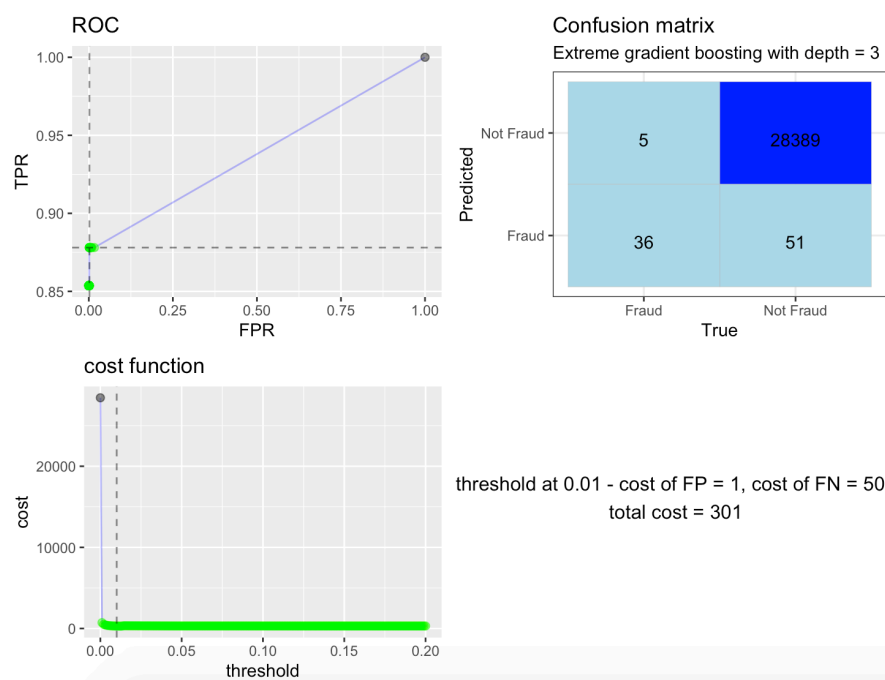 ROC
1.00
0.95
0.90
0.85
TPR
0.00 0.25 0.50 0.75 1.00
FPR
Confusion matrix
Extreme gradient boosting with depth = 3
Not Fraud
5 28389
Predicted
Fraud
36 51
Fraud Not Fraud
True
cost function
20000
10000
0
cost
0.00 0.05 0.10 0.15 0.20
threshold
threshold at 0.01 - cost of FP = 1, cost of FN = 50
total cost = 301